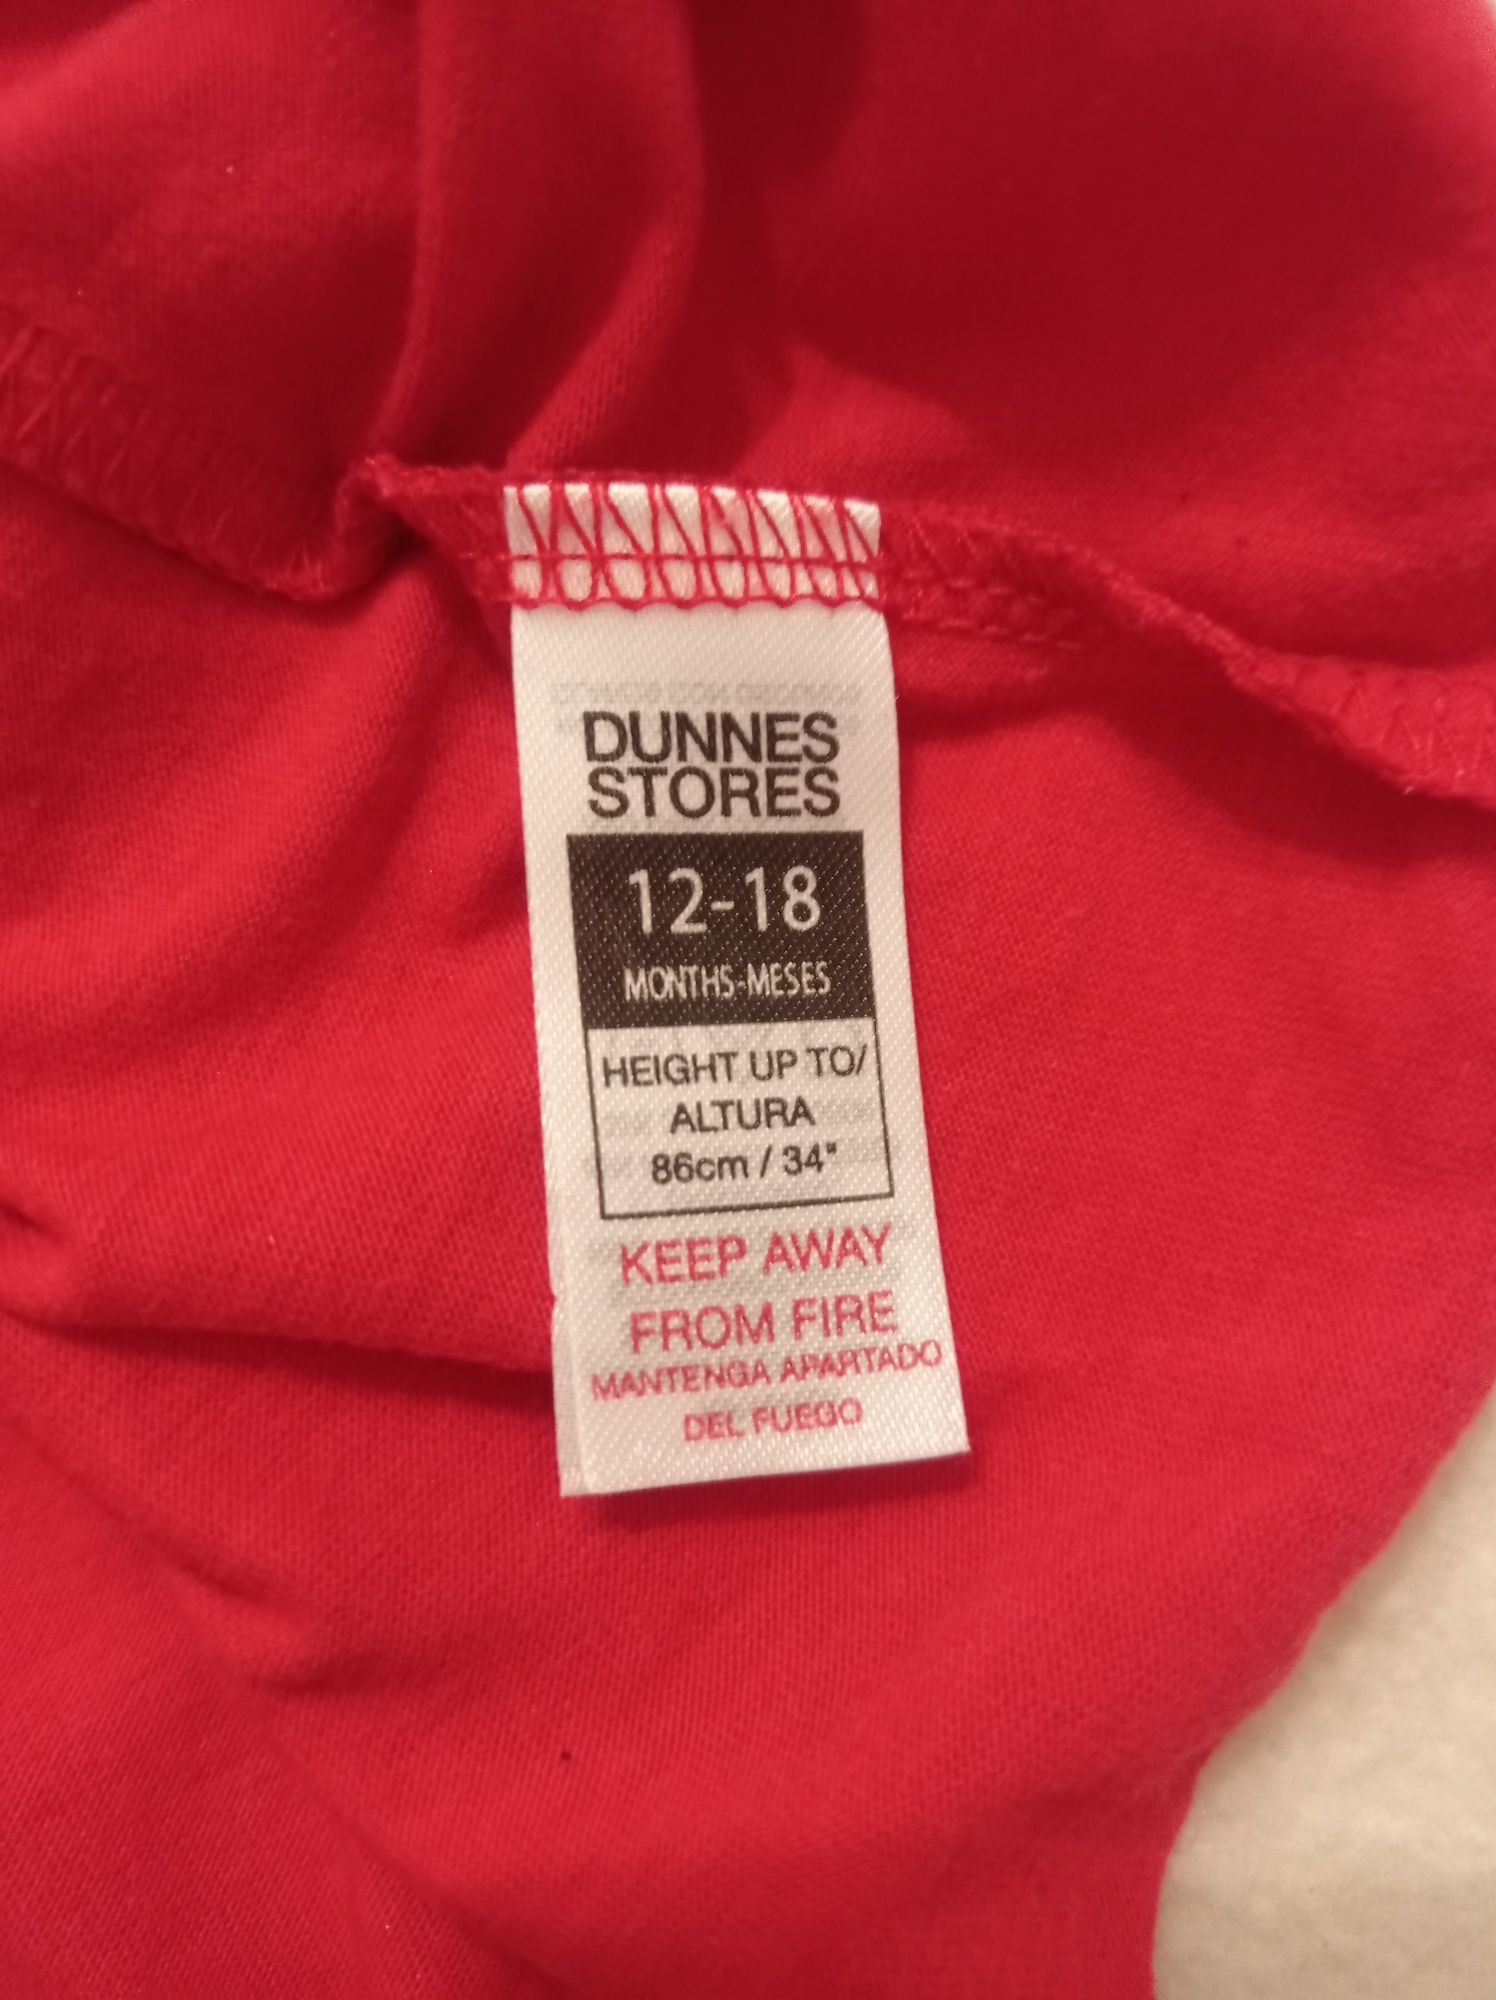 DUNNES
STORES
12-18
MONTHS-MESES
HEIGHT UP TO/
ALTURA
86cm / 34"
KEEP AWAY
FROM FIRE
MANTENGA APARTADO
DEL FUEGO